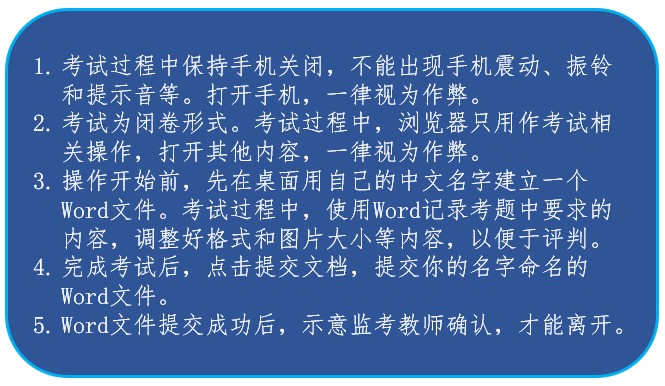 1. 考试过程中保持手机关闭，不能出现手机震动、振铃
和提示音等。打开手机，一律视为作弊。
2. 考试为闭卷形式。考试过程中，浏览器只用作考试相
关操作，打开其他内容，一律视为作弊。
3. 操作开始前，先在桌面用自己的中文名字建立一个
Word文件。考试过程中，使用Word记录考题中要求的
内容，调整好格式和图片大小等内容，以便于评判。
4. 完成考试后，点击提交文档，提交你的名字命名的
Word文件。
5. Word文件提交成功后，示意监考教师确认，才能离开。